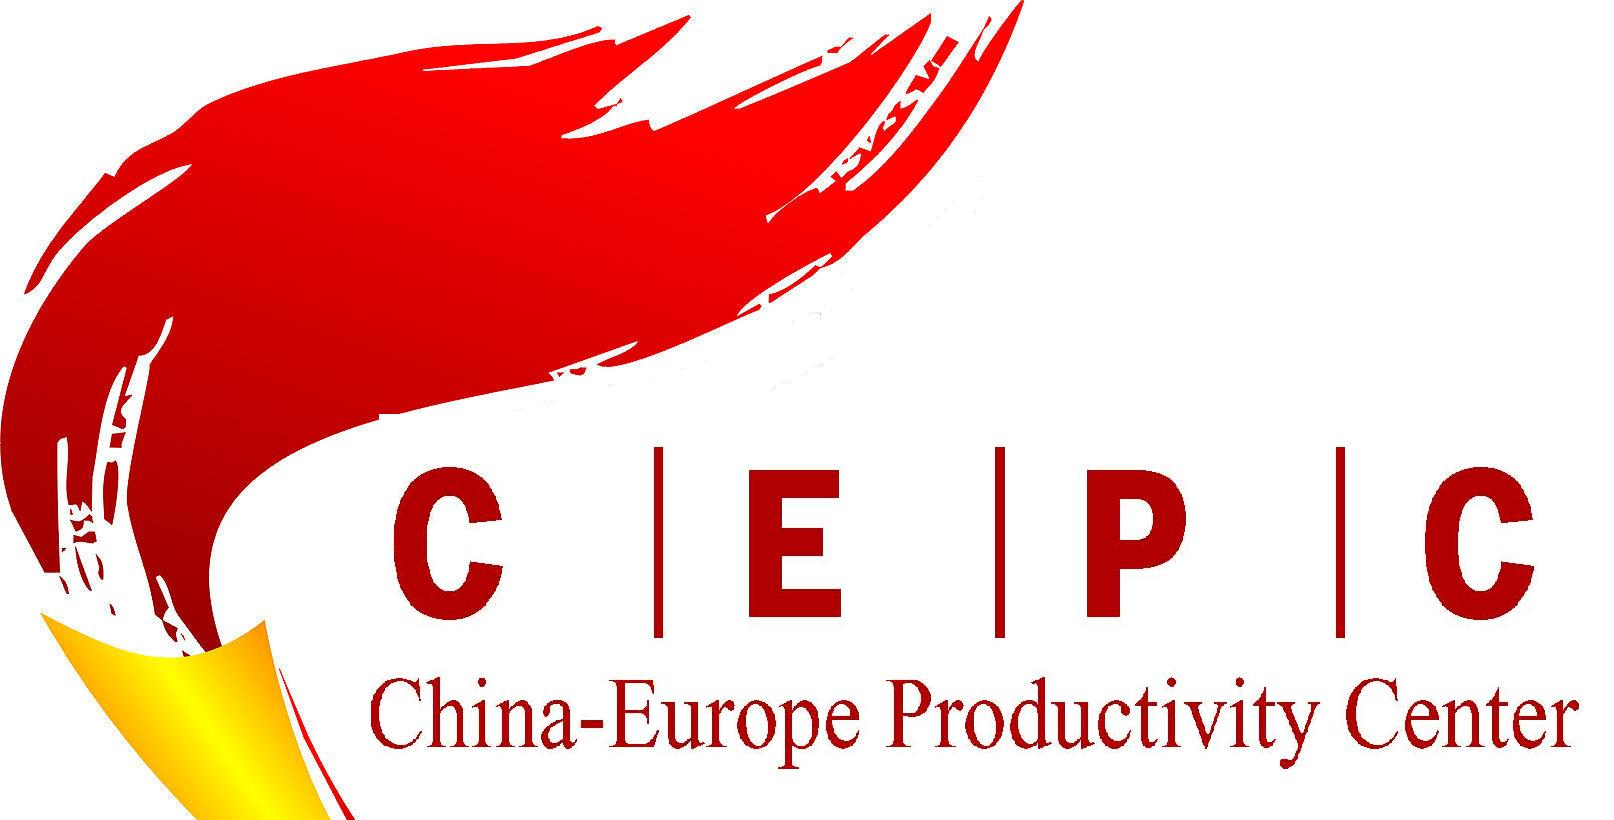 C | E | P | C
China-Europe Productivity Center